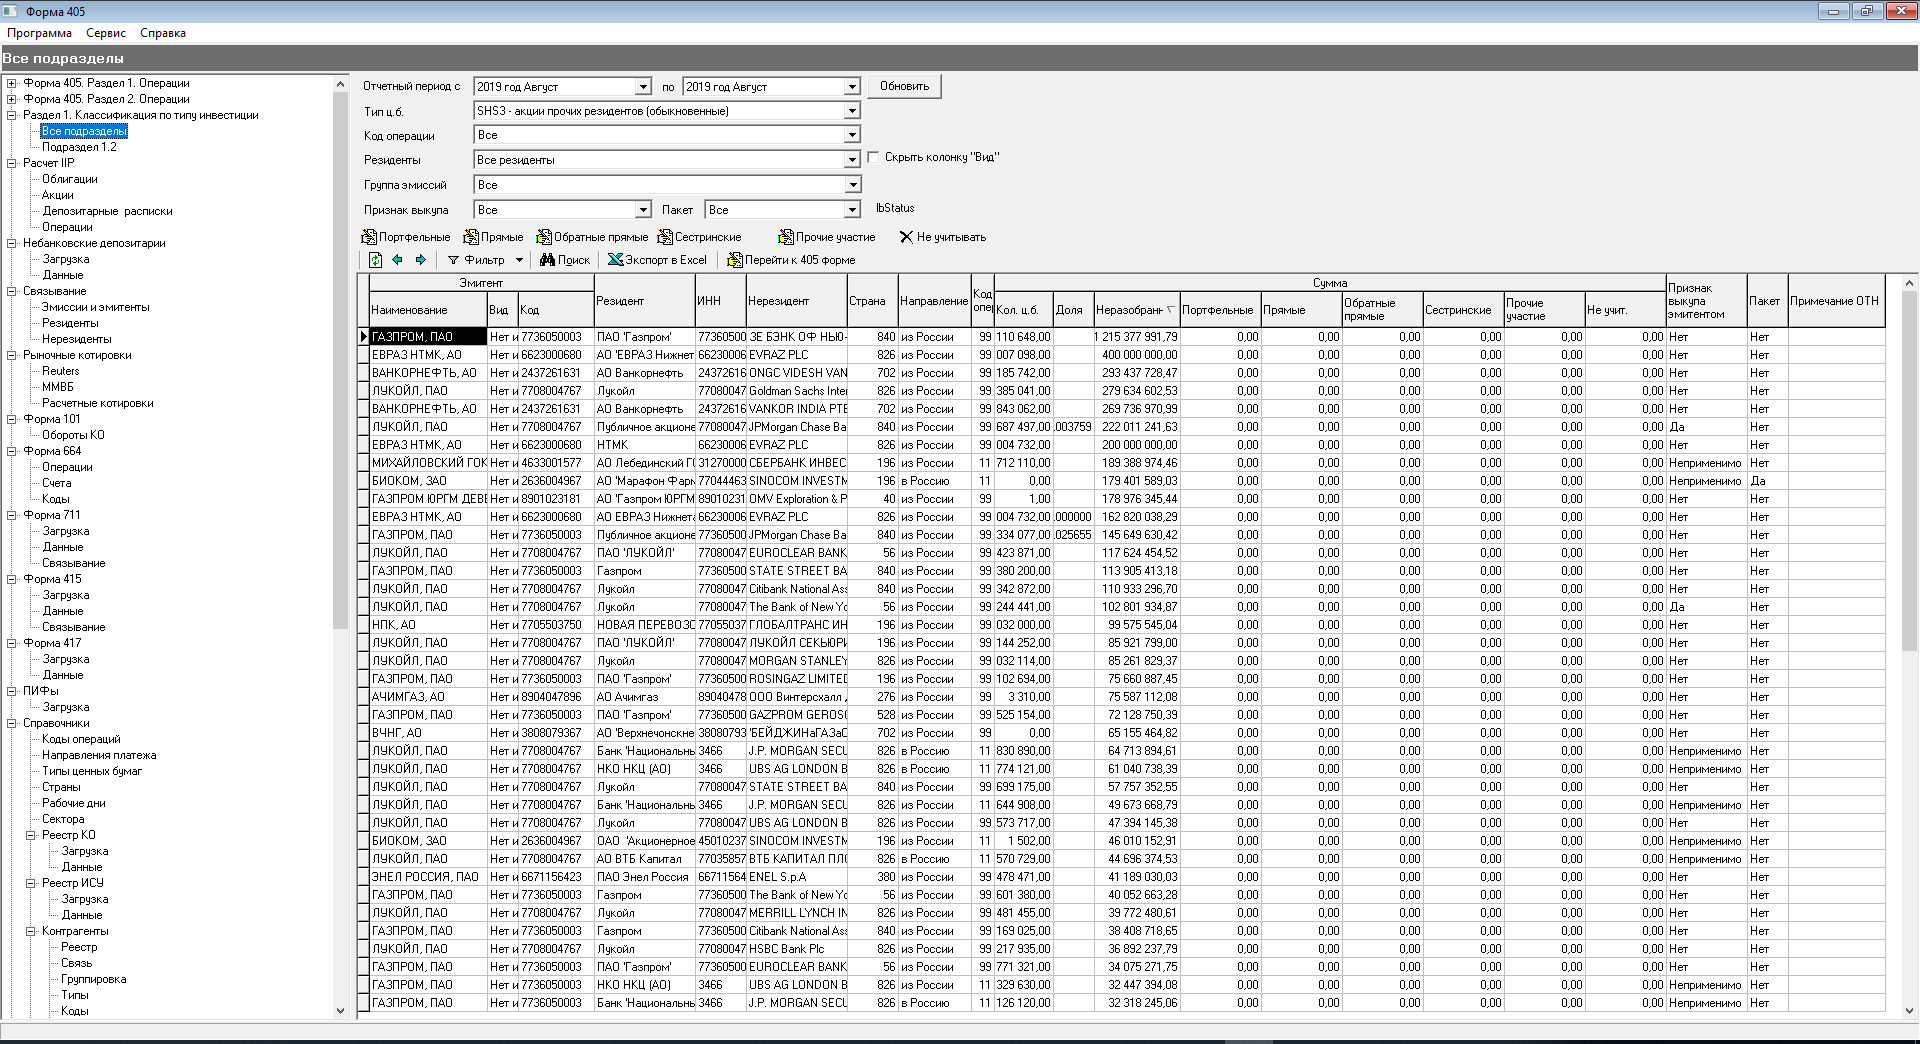 Форма 405
Программа Сервис Справка
Все подразделы
Форма 405. Раздел 1. Операции
Форма 405. Раздел 2. Операции
Раздел 1. Классификация по типу инвестиции
Все подразделы
Подраздел 1.2
Расчет IIP
Облигации
Акции
Депозитарные расписки
Операции
Небанковские депозитарии
Загрузка
Данные
Связывание
Эмиссии и эмитенты
Резиденты
Нерезиденты
Рыночные котировки
Reuters
ММВБ
Расчетные котировки
Форма 101
Обороты КО
Форма 664
Операции
Счета
Коды
Форма 711
Загрузка
Данные
Связывание
Форма 415
Загрузка
Данные
Связывание
Форма 417
Загрузка
Данные
ПИФы
Загрузка
Справочники
Коды операций
Направления платежа
Типы ценных бумаг
Страны
Рабочие дни
Сектора
Реестр КО
Загрузка
Данные
Реестр ИСУ
Загрузка
Данные
Контрагенты
Реестр
Связь
Группировка
Типы
Коды
Отчетный период с 2019 год Август по 2019 год Август Обновить
Тип ц.б. SHS3 - акции прочих резидентов (обыкновенные)
Код операции Все
Резиденты Все резиденты Скрыть колонку "Вид"
Группа эмиссий Все
Признак выкупа Все Пакет Все lbStatus
Портфельные Прямые Обратные прямые Сестринские Прочие участие Не учитывать
Фильтр Поиск Экспорт в Excel Перейти к 405 форме
Эмитент Резидент ИНН Нерезидент Страна Направление Код опер Сумма Признак выкупа эмитентом Пакет Примечание ОТН
Наименование Вид Код Кол. ц.б. Доля Неразобранн Портфельные Прямые Обратные прямые Сестринские Прочие участие Не учит.
ГАЗПРОМ, ПАО Нет и 7736050003 ПАО 'Газпром' 77360500 ЗЕ БЭНК ОФ НЬЮ- 840 из России 99 110 648,00 1 215 377 991,79 0,00 0,00 0,00 0,00 0,00 0,00 Нет Нет
ЕВРАЗ НТМК, АО Нет и 6623000680 АО 'ЕВРАЗ Нижнет 66230006 EVRAZ PLC 826 из России 99 007 098,00 400 000 000,00 0,00 0,00 0,00 0,00 0,00 0,00 Нет Нет
ВАНКОРНЕФТЬ, АО Нет и 2437261631 АО Ванкорнефть 24372616 ONGC VIDESH VAN 702 из России 99 185 742,00 293 437 728,47 0,00 0,00 0,00 0,00 0,00 0,00 Нет Нет
ЛУКОЙЛ, ПАО Нет и 7708004767 Лукойл 77080047 Goldman Sachs Inter 840 из России 99 385 041,00 279 634 602,53 0,00 0,00 0,00 0,00 0,00 0,00 Нет Нет
ВАНКОРНЕФТЬ, АО Нет и 2437261631 АО Ванкорнефть 24372616 VANKOR INDIA PTE 702 из России 99 843 062,00 269 736 970,99 0,00 0,00 0,00 0,00 0,00 0,00 Нет Нет
ЛУКОЙЛ, ПАО Нет и 7708004767 Публичное акционе 77080047 JPMorgan Chase Ba 840 из России 99 687 497,00 .003759 222 011 241,63 0,00 0,00 0,00 0,00 0,00 0,00 Да Нет
ЕВРАЗ НТМК, АО Нет и 6623000680 НТМК 66230006 EVRAZ PLC 826 из России 99 004 732,00 200 000 000,00 0,00 0,00 0,00 0,00 0,00 0,00 Нет Нет
МИХАЙЛОВСКИЙ ГОК Нет и 4633001577 АО Лебединский ГО 31270000 СБЕРБАНК ИНВЕС 196 из России 11 712 110,00 189 388 974,46 0,00 0,00 0,00 0,00 0,00 0,00 Неприменимо Нет
БИОКОМ, ЗАО Нет и 2636004967 АО 'Марафон Фарм 77044463 SINOCOM INVESTM 196 в Россию 11 0,00 179 401 589,03 0,00 0,00 0,00 0,00 0,00 0,00 Неприменимо Да
ГАЗПРОМ ЮРГМ ДЕВЕ Нет и 8901023181 АО 'Газпром ЮРГМ 89010231 OMV Exploration & P 40 из России 99 1,00 178 976 345,44 0,00 0,00 0,00 0,00 0,00 0,00 Нет Нет
ЕВРАЗ НТМК, АО Нет и 6623000680 АО ЕВРАЗ Нижнета 66230006 EVRAZ PLC 826 из России 99 004 732,00 .000000 162 820 038,29 0,00 0,00 0,00 0,00 0,00 0,00 Нет Нет
ГАЗПРОМ, ПАО Нет и 7736050003 Публичное акционе 77360500 JPMorgan Chase Ba 840 из России 99 334 077,00 .025655 145 649 630,42 0,00 0,00 0,00 0,00 0,00 0,00 Нет Нет
ЛУКОЙЛ, ПАО Нет и 7708004767 ПАО 'ЛУКОЙЛ' 77080047 EUROCLEAR BANK 56 из России 99 423 871,00 117 624 454,52 0,00 0,00 0,00 0,00 0,00 0,00 Нет Нет
ГАЗПРОМ, ПАО Нет и 7736050003 Газпром 77360500 STATE STREET BA 840 из России 99 380 200,00 113 905 413,18 0,00 0,00 0,00 0,00 0,00 0,00 Нет Нет
ЛУКОЙЛ, ПАО Нет и 7708004767 Лукойл 77080047 Citibank National Ass 840 из России 99 342 872,00 110 933 296,70 0,00 0,00 0,00 0,00 0,00 0,00 Нет Нет
ЛУКОЙЛ, ПАО Нет и 7708004767 Лукойл 77080047 The Bank of New Yo 56 из России 99 244 441,00 102 801 934,87 0,00 0,00 0,00 0,00 0,00 0,00 Да Нет
НПК, АО Нет и 7705503750 НОВАЯ ПЕРЕВОЗО 77055037 ГЛОБАЛТРАНС ИН 196 из России 99 032 000,00 99 575 545,04 0,00 0,00 0,00 0,00 0,00 0,00 Нет Нет
ЛУКОЙЛ, ПАО Нет и 7708004767 ПАО 'ЛУКОЙЛ' 77080047 ЛУКОЙЛ СЕКЬЮРИ 196 из России 99 144 252,00 85 921 799,00 0,00 0,00 0,00 0,00 0,00 0,00 Нет Нет
ЛУКОЙЛ, ПАО Нет и 7708004767 Лукойл 77080047 MORGAN STANLEY 826 из России 99 032 114,00 85 261 829,37 0,00 0,00 0,00 0,00 0,00 0,00 Нет Нет
ГАЗПРОМ, ПАО Нет и 7736050003 ПАО 'Газпром' 77360500 ROSINGAZ LIMITED 196 из России 99 102 694,00 75 660 887,45 0,00 0,00 0,00 0,00 0,00 0,00 Нет Нет
АЧИМГАЗ, АО Нет и 8904047896 АО Ачимгаз 89040478 ООО Винтерсхалл 276 из России 99 3 310,00 75 587 112,08 0,00 0,00 0,00 0,00 0,00 0,00 Нет Нет
ГАЗПРОМ, ПАО Нет и 7736050003 ПАО 'Газпром' 77360500 GAZPROM GEROSG 528 из России 99 525 154,00 72 128 750,39 0,00 0,00 0,00 0,00 0,00 0,00 Нет Нет
ВЧНГ, АО Нет и 3808079367 АО 'Верхнечонскне 38080793 'БЕЙДЖИНаГАЗаС 702 из России 99 0,00 65 155 464,82 0,00 0,00 0,00 0,00 0,00 0,00 Нет Нет
ЛУКОЙЛ, ПАО Нет и 7708004767 Банк 'Национальнь 3466 J.P. MORGAN SECU 826 в Россию 11 830 890,00 64 713 894,61 0,00 0,00 0,00 0,00 0,00 0,00 Неприменимо Нет
ЛУКОЙЛ, ПАО Нет и 7708004767 НКО НКЦ (АО) 3466 UBS AG LONDON B 826 в Россию 11 774 121,00 61 040 738,39 0,00 0,00 0,00 0,00 0,00 0,00 Неприменимо Нет
ЛУКОЙЛ, ПАО Нет и 7708004767 Лукойл 77080047 STATE STREET BA 840 из России 99 699 175,00 57 757 352,55 0,00 0,00 0,00 0,00 0,00 0,00 Нет Нет
ЛУКОЙЛ, ПАО Нет и 7708004767 Банк 'Национальнь 3466 J.P. MORGAN SECU 826 из России 11 644 908,00 49 673 668,79 0,00 0,00 0,00 0,00 0,00 0,00 Неприменимо Нет
ЛУКОЙЛ, ПАО Нет и 7708004767 Лукойл 77080047 UBS AG LONDON B 826 из России 99 573 717,00 47 394 145,38 0,00 0,00 0,00 0,00 0,00 0,00 Нет Нет
БИОКОМ, ЗАО Нет и 2636004967 ОАО 'Акционерное 45010237 SINOCOM INVESTM 196 из России 11 1 502,00 46 010 152,91 0,00 0,00 0,00 0,00 0,00 0,00 Неприменимо Нет
ЛУКОЙЛ, ПАО Нет и 7708004767 АО ВТБ Капитал 77035857 ВТБ КАПИТАЛ ПЛС 826 в Россию 11 570 729,00 44 696 374,53 0,00 0,00 0,00 0,00 0,00 0,00 Неприменимо Нет
ЭНЕЛ РОССИЯ, ПАО Нет и 6671156423 ПАО Энел Россия 66711564 ENEL S.p.A 380 из России 99 478 471,00 41 189 030,03 0,00 0,00 0,00 0,00 0,00 0,00 Нет Нет
ГАЗПРОМ, ПАО Нет и 7736050003 Газпром 77360500 The Bank of New Yo 56 из России 99 601 380,00 40 052 663,28 0,00 0,00 0,00 0,00 0,00 0,00 Нет Нет
ЛУКОЙЛ, ПАО Нет и 7708004767 Лукойл 77080047 MERRILL LYNCH IN 826 из России 99 481 455,00 39 772 480,61 0,00 0,00 0,00 0,00 0,00 0,00 Нет Нет
ГАЗПРОМ, ПАО Нет и 7736050003 Газпром 77360500 Citibank National Ass 840 из России 99 169 025,00 38 408 718,65 0,00 0,00 0,00 0,00 0,00 0,00 Нет Нет
ЛУКОЙЛ, ПАО Нет и 7708004767 Лукойл 77080047 HSBC Bank Plc 826 из России 99 217 935,00 36 892 237,79 0,00 0,00 0,00 0,00 0,00 0,00 Нет Нет
ГАЗПРОМ, ПАО Нет и 7736050003 ПАО 'Газпром' 77360500 EUROCLEAR BANK 56 из России 99 771 321,00 34 075 271,75 0,00 0,00 0,00 0,00 0,00 0,00 Нет Нет
ГАЗПРОМ, ПАО Нет и 7736050003 НКО НКЦ (АО) 3466 UBS AG LONDON B 826 из России 11 329 630,00 32 447 394,08 0,00 0,00 0,00 0,00 0,00 0,00 Неприменимо Нет
ГАЗПРОМ, ПАО Нет и 7736050003 Банк 'Национальнь 3466 J.P. MORGAN SECU 826 в Россию 11 126 120,00 32 318 245,06 0,00 0,00 0,00 0,00 0,00 0,00 Неприменимо Нет